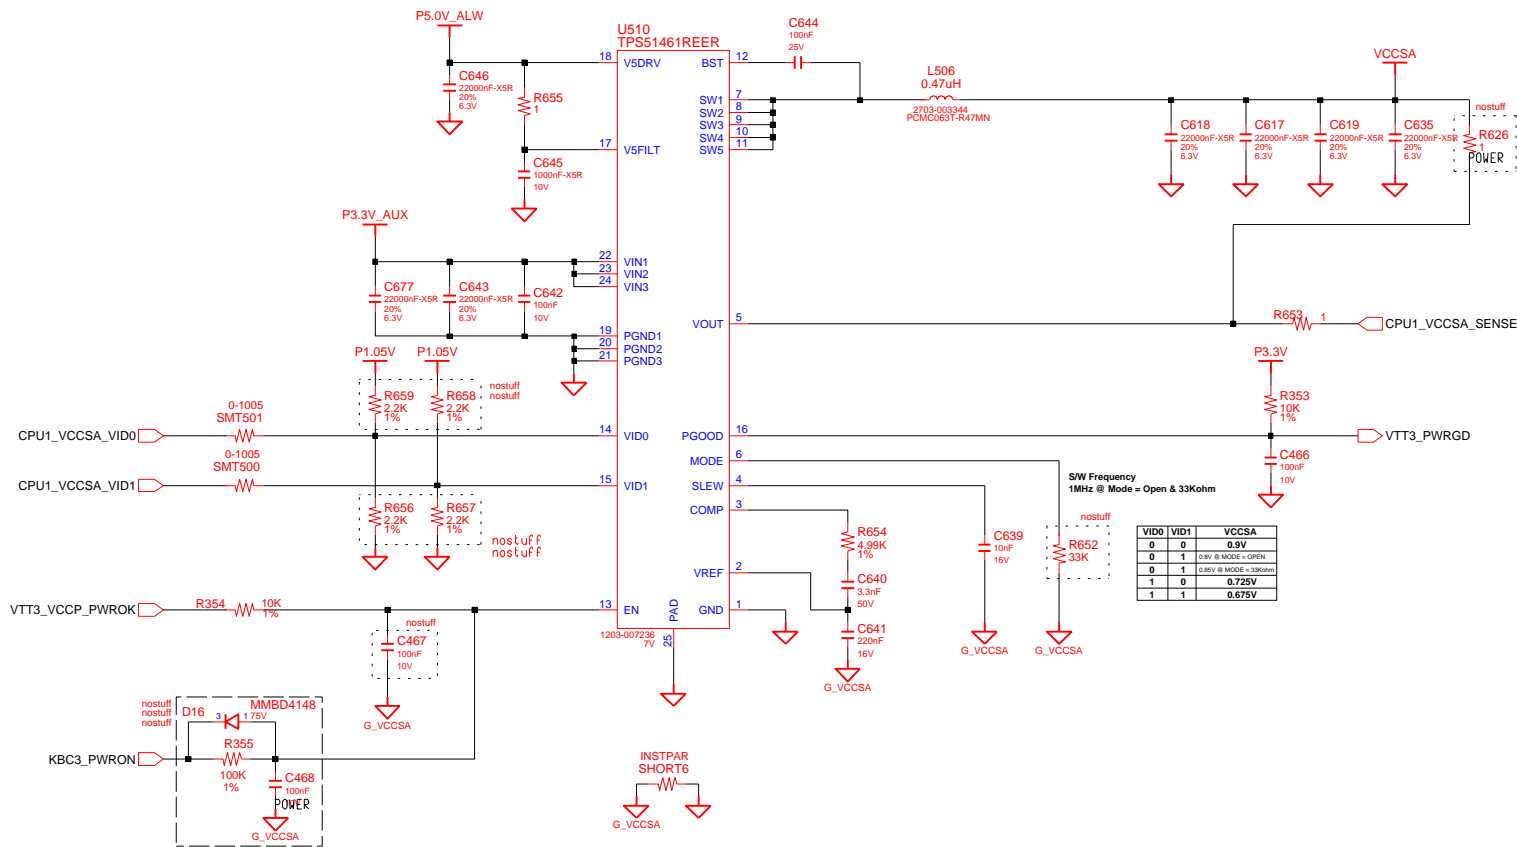 P5.0V_ALW
U510
TPS51461REER
18 V5DRV
BST 12
C644
100nF
25V
C646
22000nF-X5R
20%
6.3V
R655
1
17 V5FILT
C645
1000nF-X5R
10V
SW1 7
SW2 8
SW3 9
SW4 10
SW5 11
L506
0.47uH
2703-003344
PCMC063T-R47MN
VCCSA
C618
22000nF-X5R
20%
6.3V
C617
22000nF-X5R
20%
6.3V
C619
22000nF-X5R
20%
6.3V
C635
22000nF-X5R
20%
6.3V
nostuff
R626
1
POWER
P3.3V_AUX
22 VIN1
23 VIN2
24 VIN3
C677
22000nF-X5R
20%
6.3V
C643
22000nF-X5R
20%
6.3V
C642
100nF
10V
19 PGND1
20 PGND2
21 PGND3
VOUT 5
R653 1
CPU1_VCCSA_SENSE
P1.05V P1.05V
nostuff
nostuff
R659
2.2K
1%
R658
2.2K
1%
0-1005
SMT501
CPU1_VCCSA_VID0
14 VID0
0-1005
SMT500
CPU1_VCCSA_VID1
15 VID1
R656
2.2K
1%
R657
2.2K
1%
nostuff
nostuff
P3.3V
R353
10K
1%
PGOOD 16
VTT3_PWRGD
C466
100nF
10V
MODE 6
SLEW 4
COMP 3
VREF 2
GND 1
S/W Frequency
1MHz @ Mode = Open & 33Kohm
nostuff
R652
33K
G_VCCSA
C639
10nF
16V
G_VCCSA
R654
4.99K
1%
C640
3.3nF
50V
C641
220nF
16V
G_VCCSA
VID0 VID1 VCCSA
0 0 0.9V
0 1 0.8V @ MODE = OPEN
0 1 0.85V @ MODE = 33Kohm
1 0 0.725V
1 1 0.675V
VTT3_VCCP_PWROK
R354 10K
1%
13 EN
PAD
25
1203-007236
7V
nostuff
C467
100nF
10V
G_VCCSA
nostuff
nostuff
nostuff
D16
MMBD4148
75V
3 1
KBC3_PWRON
R355
100K
1%
C468
100nF
POWER
G_VCCSA
INSTPAR
SHORT6
G_VCCSA